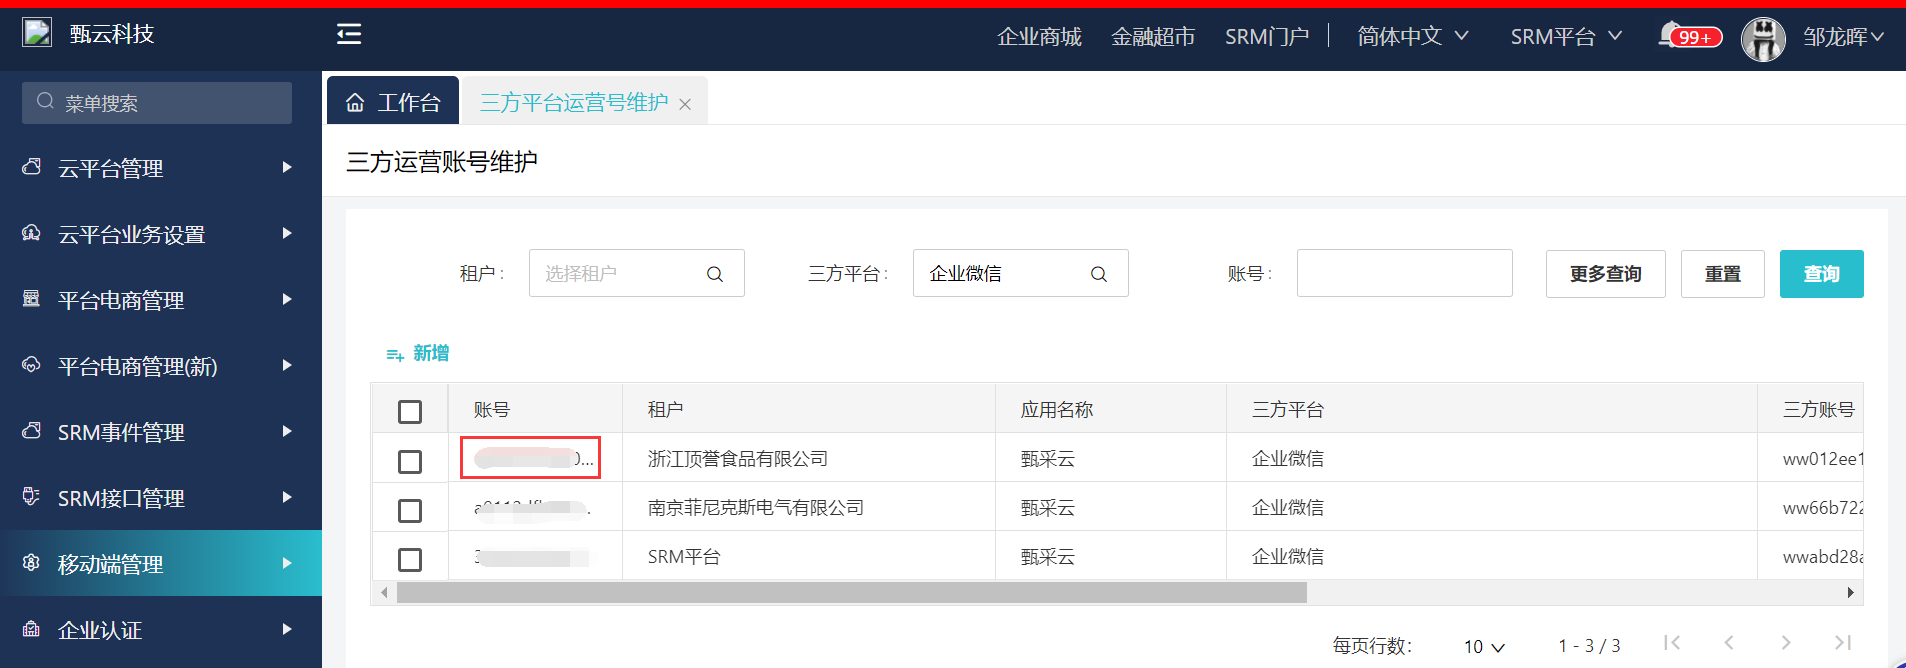 甄云科技
企业商城 金融超市 SRM门户 简体中文 SRM平台 99+ 邹龙晖
菜单搜索
云平台管理
云平台业务设置
平台电商管理
平台电商管理(新)
SRM事件管理
SRM接口管理
移动端管理
企业认证
工作台 三方平台运营号维护
三方运营账号维护
租户: 选择租户 三方平台: 企业微信 账号: 更多查询 重置 查询
新增
账号 租户 应用名称 三方平台 三方账号
浙江顶誉食品有限公司 甄采云 企业微信 ww012ee1
南京菲尼克斯电气有限公司 甄采云 企业微信 ww66b722
SRM平台 甄采云 企业微信 wwabd28a
每页行数: 10 1 - 3 / 3